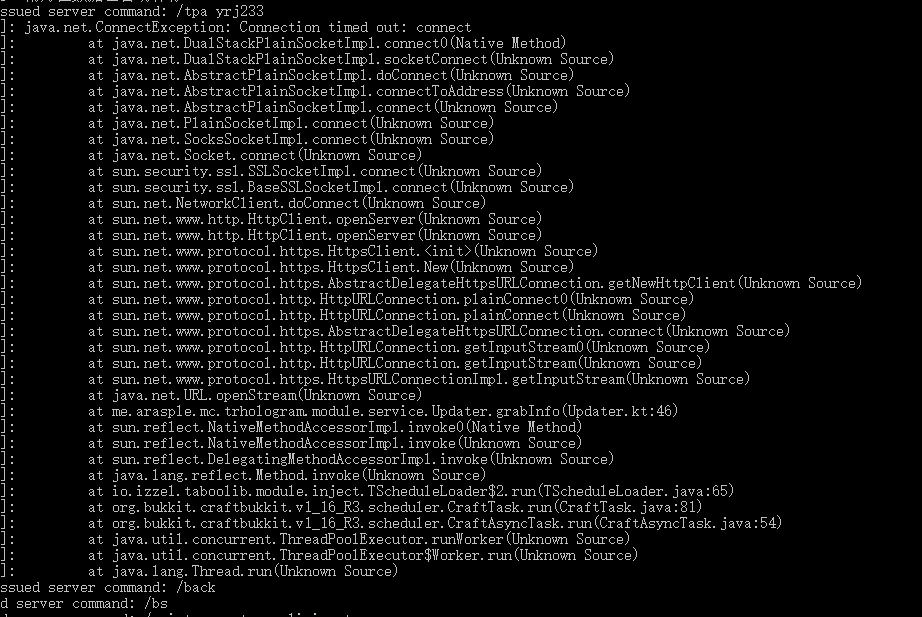 ssued server command: /tpa yrj233
]: java.net.ConnectException: Connection timed out: connect
]: at java.net.DualStackPlainSocketImpl.connect0(Native Method)
]: at java.net.DualStackPlainSocketImpl.socketConnect(Unknown Source)
]: at java.net.AbstractPlainSocketImpl.doConnect(Unknown Source)
]: at java.net.AbstractPlainSocketImpl.connectToAddress(Unknown Source)
]: at java.net.AbstractPlainSocketImpl.connect(Unknown Source)
]: at java.net.PlainSocketImpl.connect(Unknown Source)
]: at java.net.SocksSocketImpl.connect(Unknown Source)
]: at java.net.Socket.connect(Unknown Source)
]: at sun.security.ssl.SSLSocketImpl.connect(Unknown Source)
]: at sun.security.ssl.BaseSSLSocketImpl.connect(Unknown Source)
]: at sun.net.NetworkClient.doConnect(Unknown Source)
]: at sun.net.www.http.HttpClient.openServer(Unknown Source)
]: at sun.net.www.http.HttpClient.openServer(Unknown Source)
]: at sun.net.www.protocol.https.HttpsClient.<init>(Unknown Source)
]: at sun.net.www.protocol.https.HttpsClient.New(Unknown Source)
]: at sun.net.www.protocol.https.AbstractDelegateHttpsURLConnection.getNewHttpClient(Unknown Source)
]: at sun.net.www.protocol.http.HttpURLConnection.plainConnect0(Unknown Source)
]: at sun.net.www.protocol.http.HttpURLConnection.plainConnect(Unknown Source)
]: at sun.net.www.protocol.https.AbstractDelegateHttpsURLConnection.connect(Unknown Source)
]: at sun.net.www.protocol.http.HttpURLConnection.getInputStream0(Unknown Source)
]: at sun.net.www.protocol.http.HttpURLConnection.getInputStream(Unknown Source)
]: at sun.net.www.protocol.https.HttpsURLConnectionImpl.getInputStream(Unknown Source)
]: at java.net.URL.openStream(Unknown Source)
]: at me.arasple.mc.trhologram.module.service.Updater.grabInfo(Updater.kt:46)
]: at sun.reflect.NativeMethodAccessorImpl.invoke0(Native Method)
]: at sun.reflect.NativeMethodAccessorImpl.invoke(Unknown Source)
]: at sun.reflect.DelegatingMethodAccessorImpl.invoke(Unknown Source)
]: at java.lang.reflect.Method.invoke(Unknown Source)
]: at io.izzel.taboolib.module.inject.TScheduleLoader$2.run(TScheduleLoader.java:65)
]: at org.bukkit.craftbukkit.v1_16_R3.scheduler.CraftTask.run(CraftTask.java:81)
]: at org.bukkit.craftbukkit.v1_16_R3.scheduler.CraftAsyncTask.run(CraftAsyncTask.java:54)
]: at java.util.concurrent.ThreadPoolExecutor.runWorker(Unknown Source)
]: at java.util.concurrent.ThreadPoolExecutor$Worker.run(Unknown Source)
]: at java.lang.Thread.run(Unknown Source)
ssued server command: /back
d server command: /bs